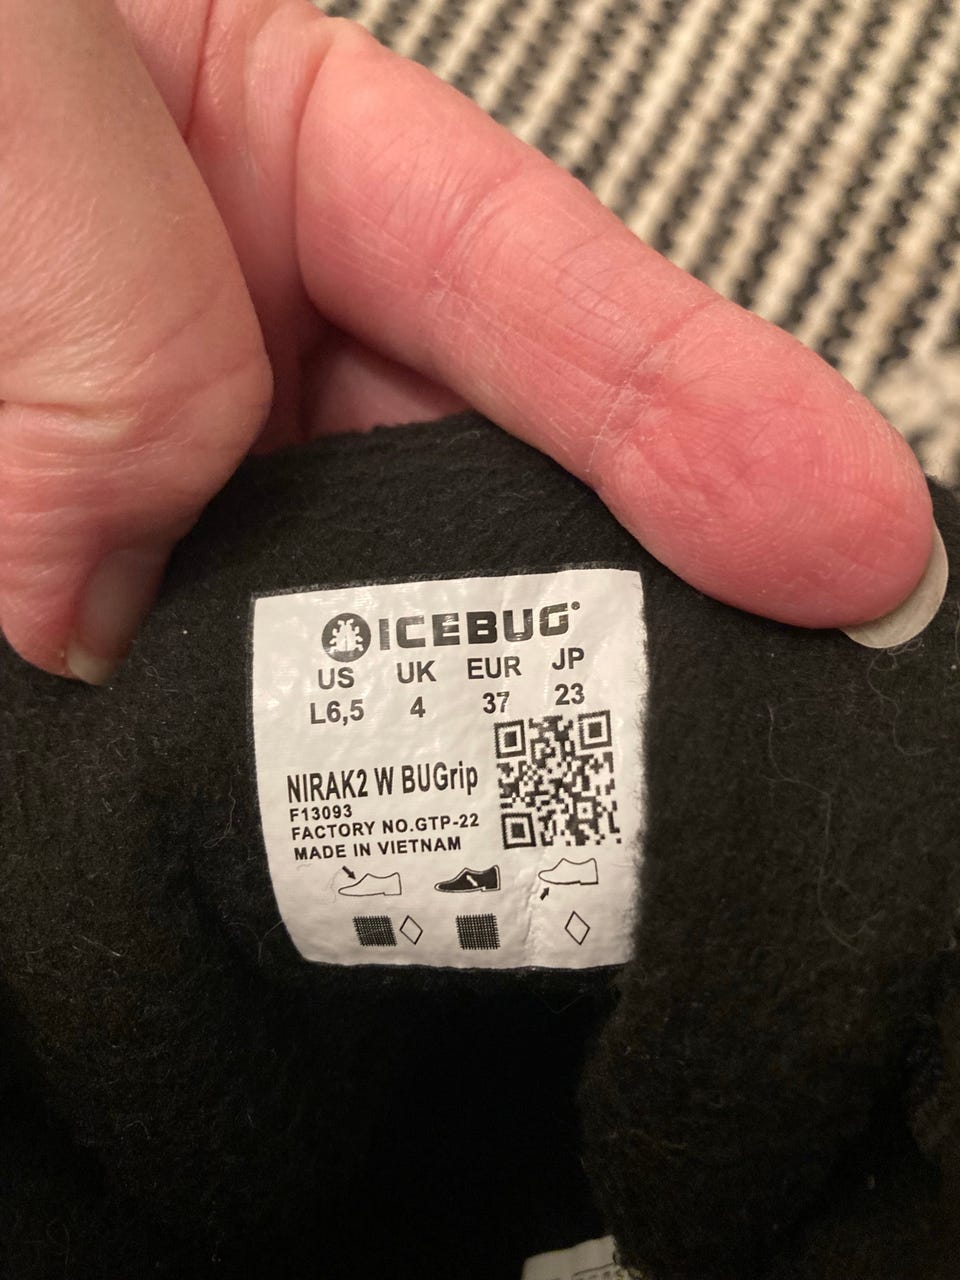 ICEBUG®
US UK EUR JP
L6,5 4 37 23
NIRAK2 W BUGrip
F13093
FACTORY NO.GTP-22
MADE IN VIETNAM